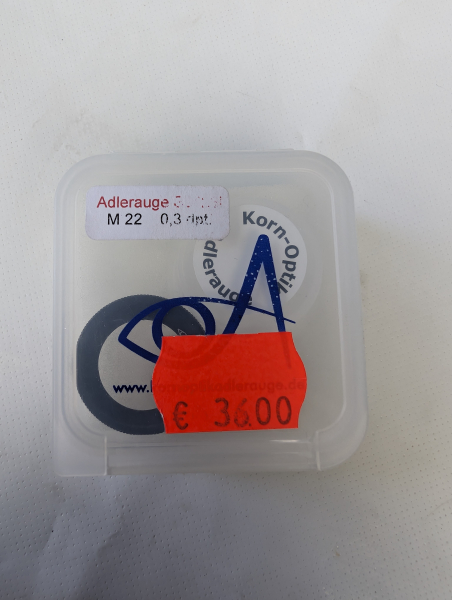 Adlerauge
M 22 0,3 dpt.
Korn-Optik
Adlerauge
€ 36.00